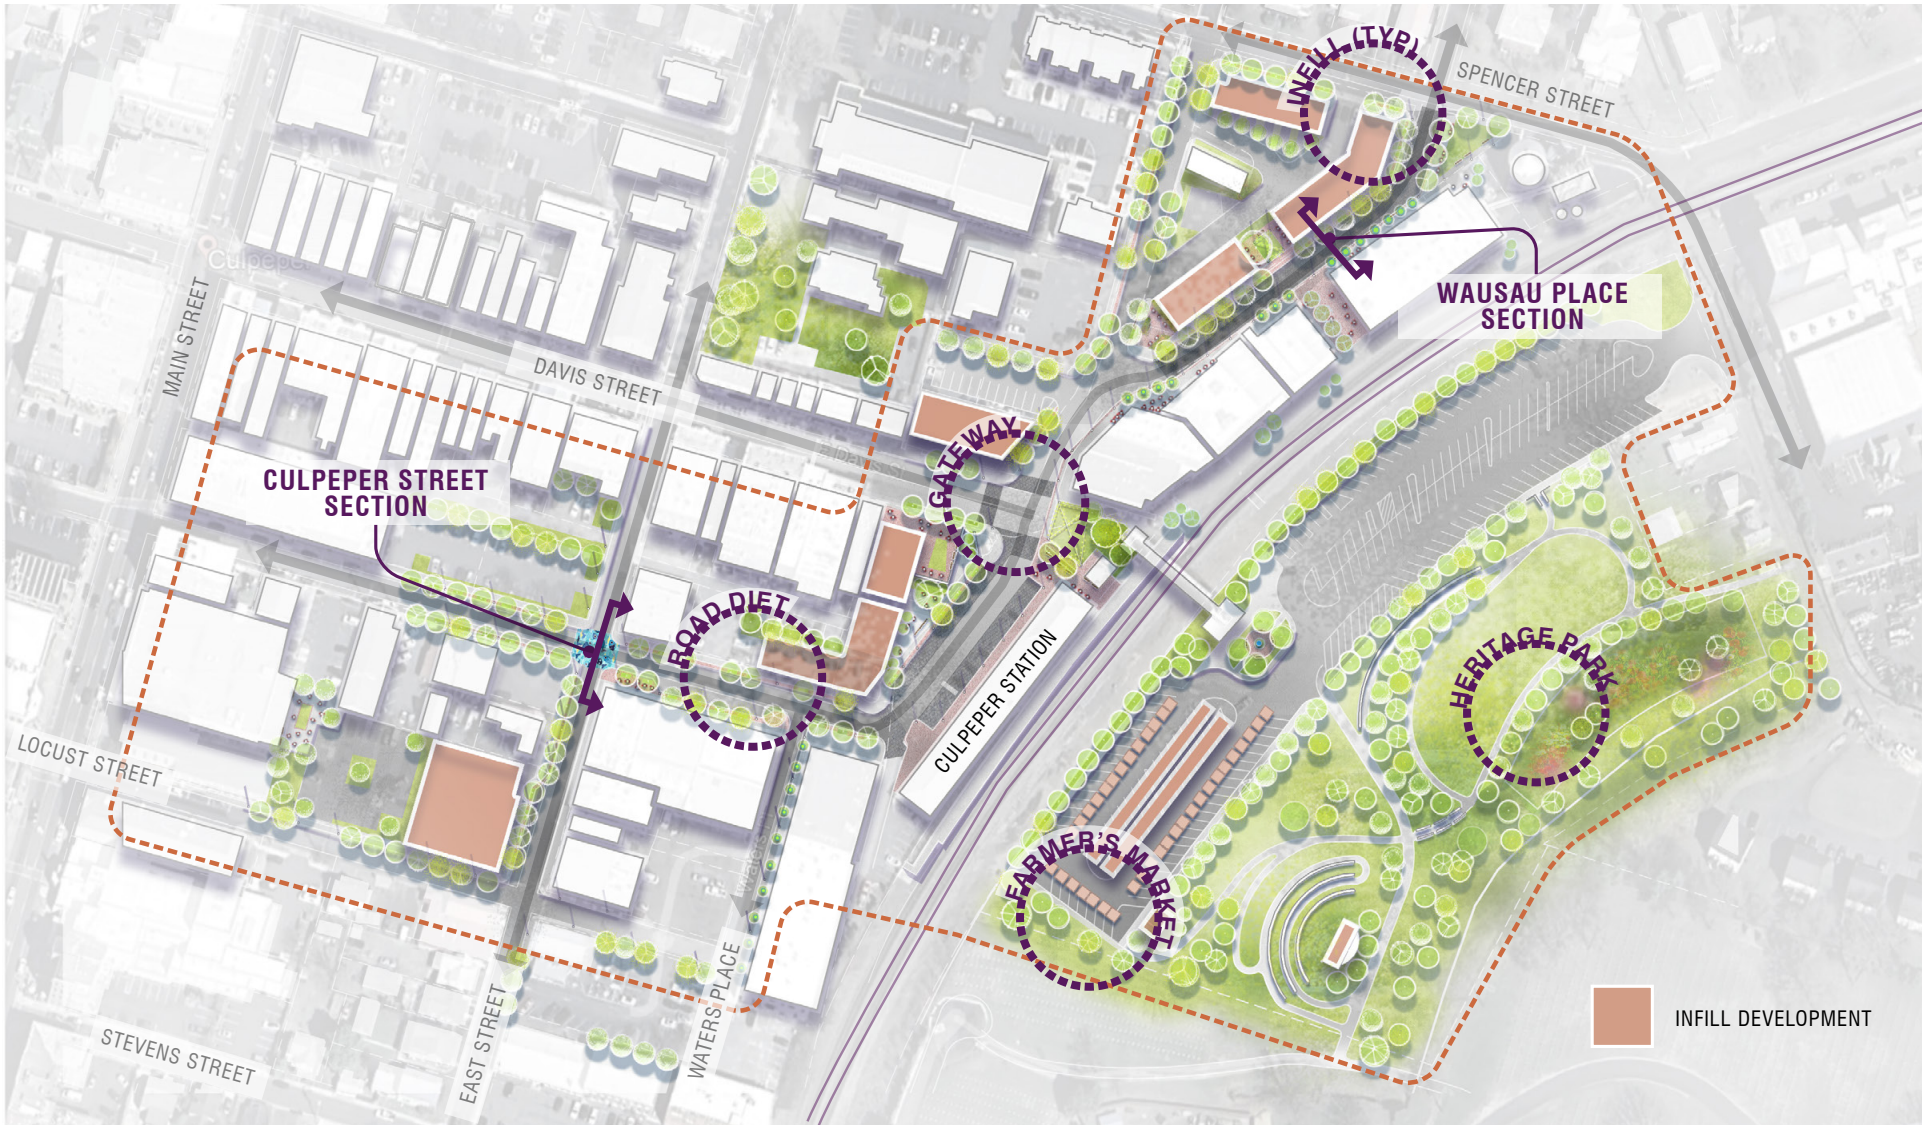 INFILL (TYP)
SPENCER STREET
Culpeper
MAIN STREET
WAUSAU PLACE
SECTION
DAVIS STREET
GATEWAY
CULPEPER STREET
SECTION
ROAD DIET
HERITAGE PARK
CULPEPER STATION
LOCUST STREET
FARMER'S MARKET
WATERS PLACE
EAST STREET
STEVENS STREET
INFILL DEVELOPMENT